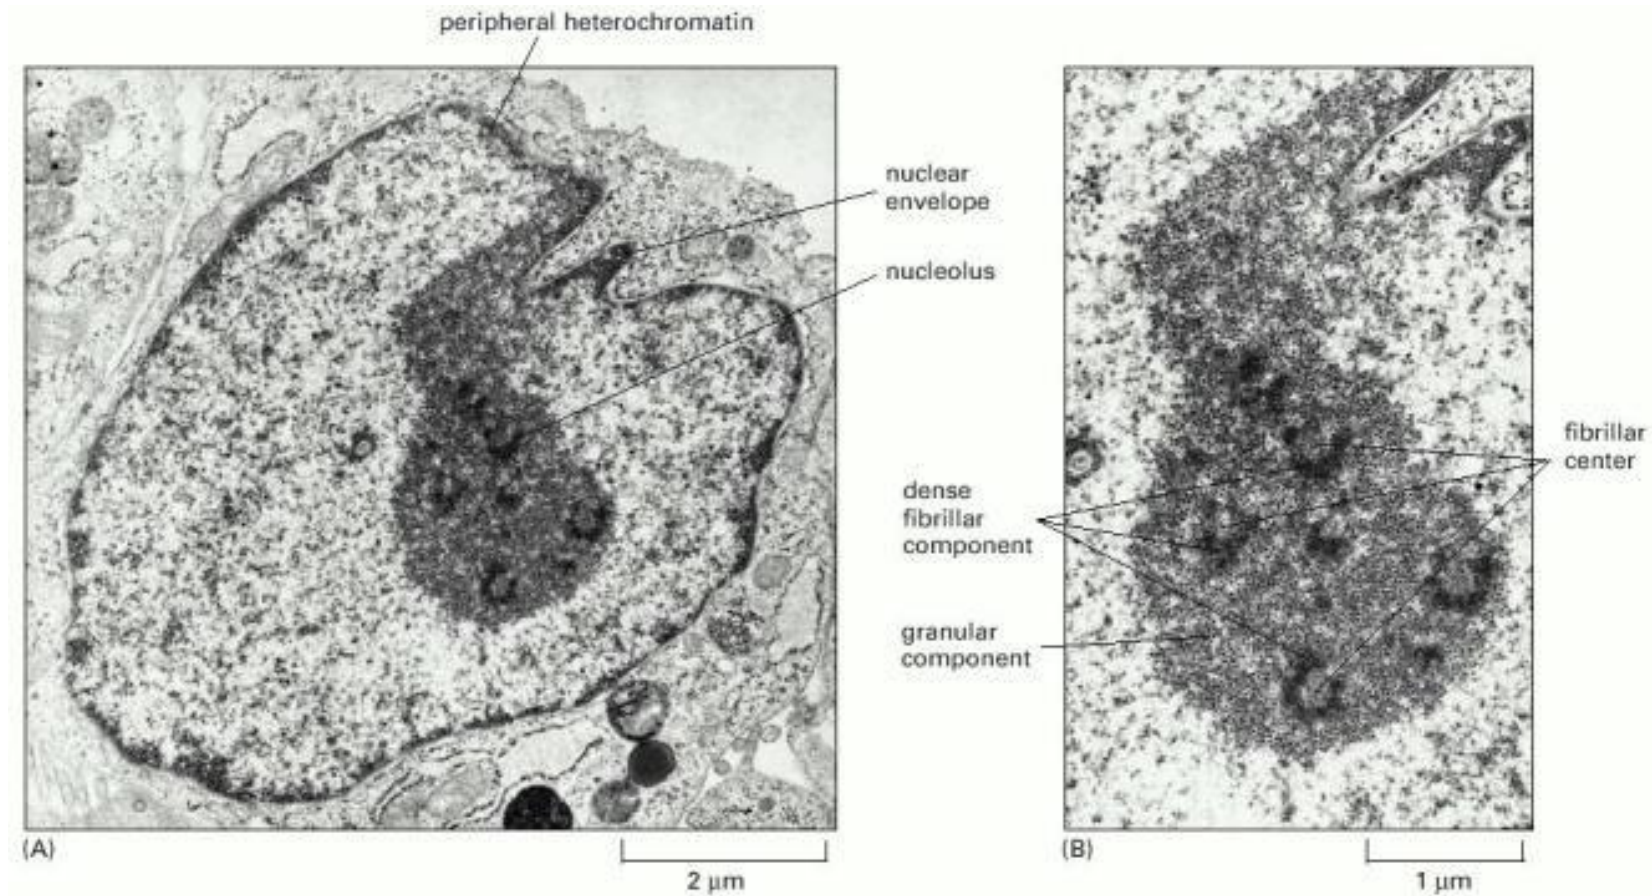 peripheral heterochromatin
nuclear
envelope
nucleolus
fibrillar
center
dense
fibrillar
component
granular
component
(A)
2 μm
(B)
1 μm